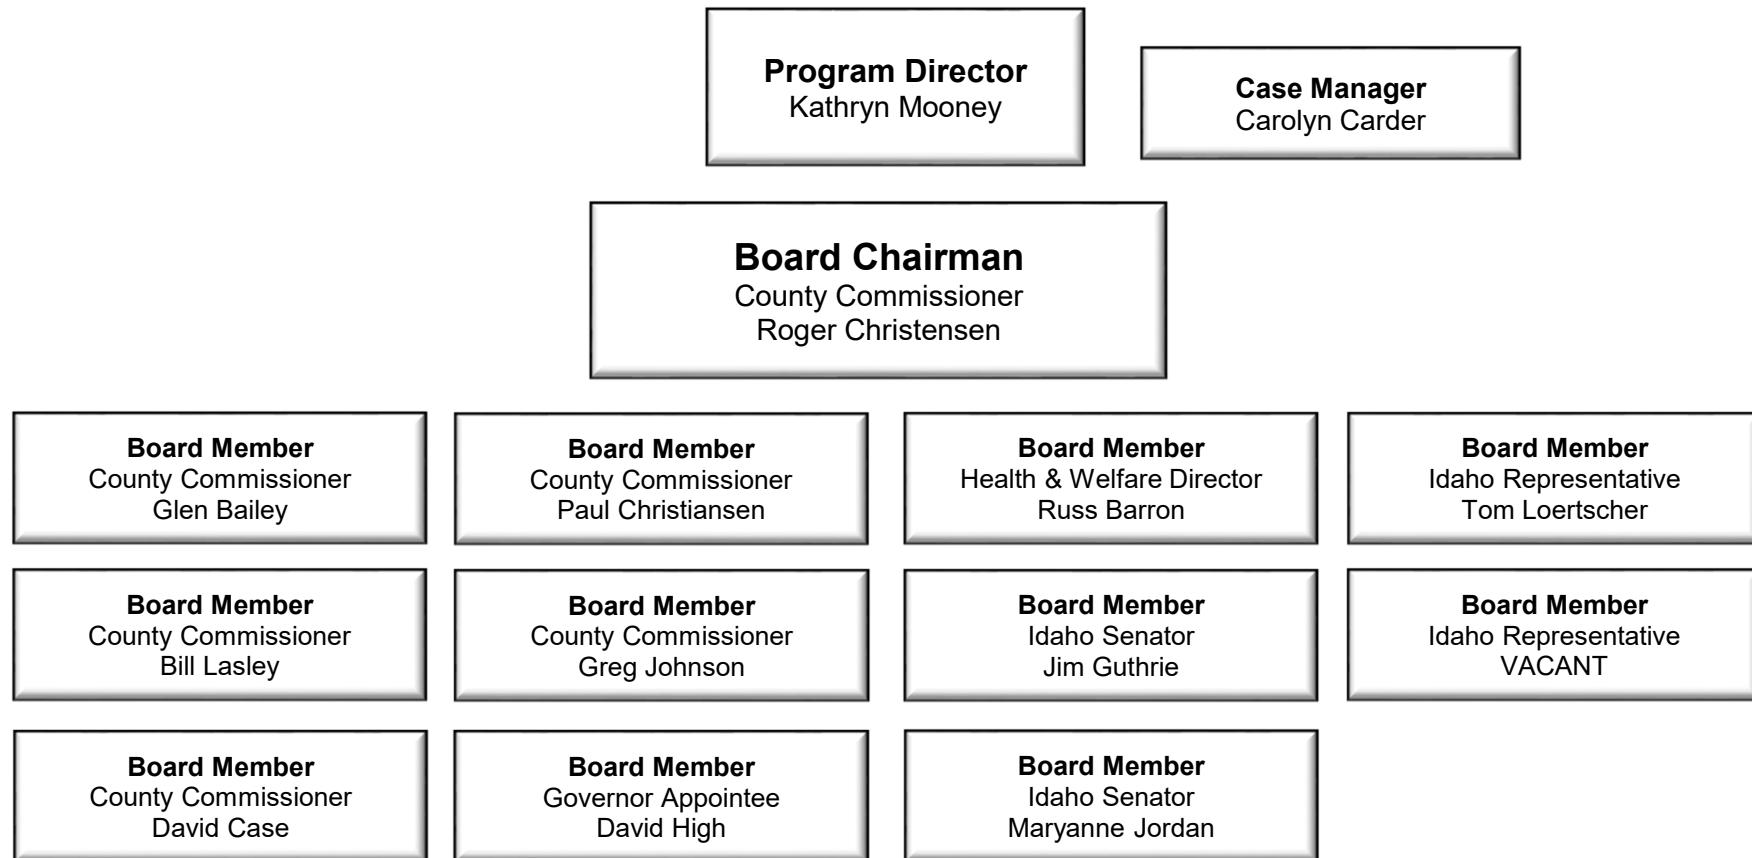 Program Director
Kathryn Mooney
Case Manager
Carolyn Carder
Board Chairman
County Commissioner
Roger Christensen
Board Member
County Commissioner
Glen Bailey
Board Member
County Commissioner
Paul Christiansen
Board Member
Health & Welfare Director
Russ Barron
Board Member
Idaho Representative
Tom Loertscher
Board Member
County Commissioner
Bill Lasley
Board Member
County Commissioner
Greg Johnson
Board Member
Idaho Senator
Jim Guthrie
Board Member
Idaho Representative
VACANT
Board Member
County Commissioner
David Case
Board Member
Governor Appointee
David High
Board Member
Idaho Senator
Maryanne Jordan